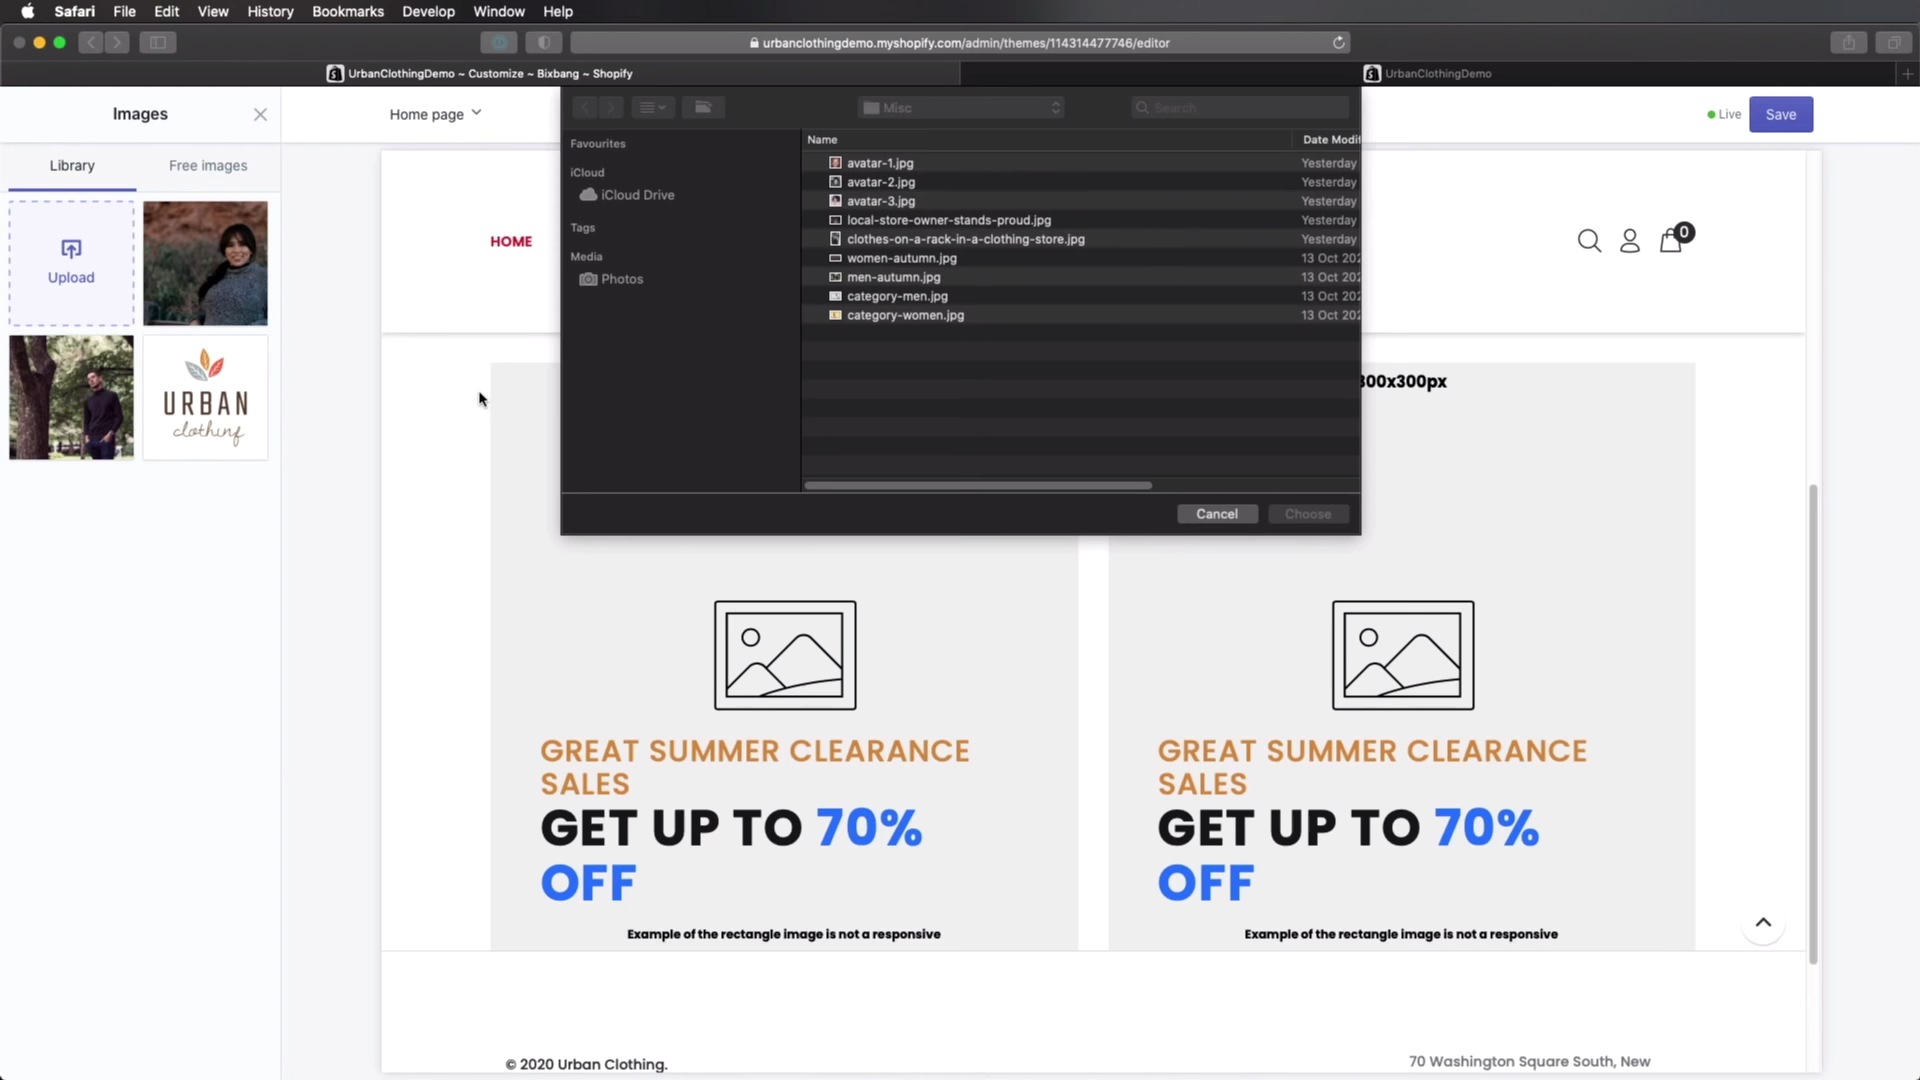 Safari File Edit View History Bookmarks Develop Window Help
urbanclothingdemo.myshopify.com/admin/themes/114314477746/editor
UrbanClothingDemo ~ Customize ~ Bixbang ~ Shopify
UrbanClothingDemo
Images
Home page
Live
Save
Library
Free images
Upload
URBAN
clothing
Misc
Search
Favourites
iCloud
iCloud Drive
Tags
Media
Photos
Name
Date Modif
avatar-1.jpg
Yesterday
avatar-2.jpg
Yesterday
avatar-3.jpg
Yesterday
local-store-owner-stands-proud.jpg
Yesterday
clothes-on-a-rack-in-a-clothing-store.jpg
Yesterday
women-autumn.jpg
13 Oct 202
men-autumn.jpg
13 Oct 202
category-men.jpg
13 Oct 202
category-women.jpg
13 Oct 202
Cancel
Choose
HOME
0
300x300px
GREAT SUMMER CLEARANCE
SALES
GET UP TO 70%
OFF
Example of the rectangle image is not a responsive
GREAT SUMMER CLEARANCE
SALES
GET UP TO 70%
OFF
Example of the rectangle image is not a responsive
© 2020 Urban Clothing.
70 Washington Square South, New